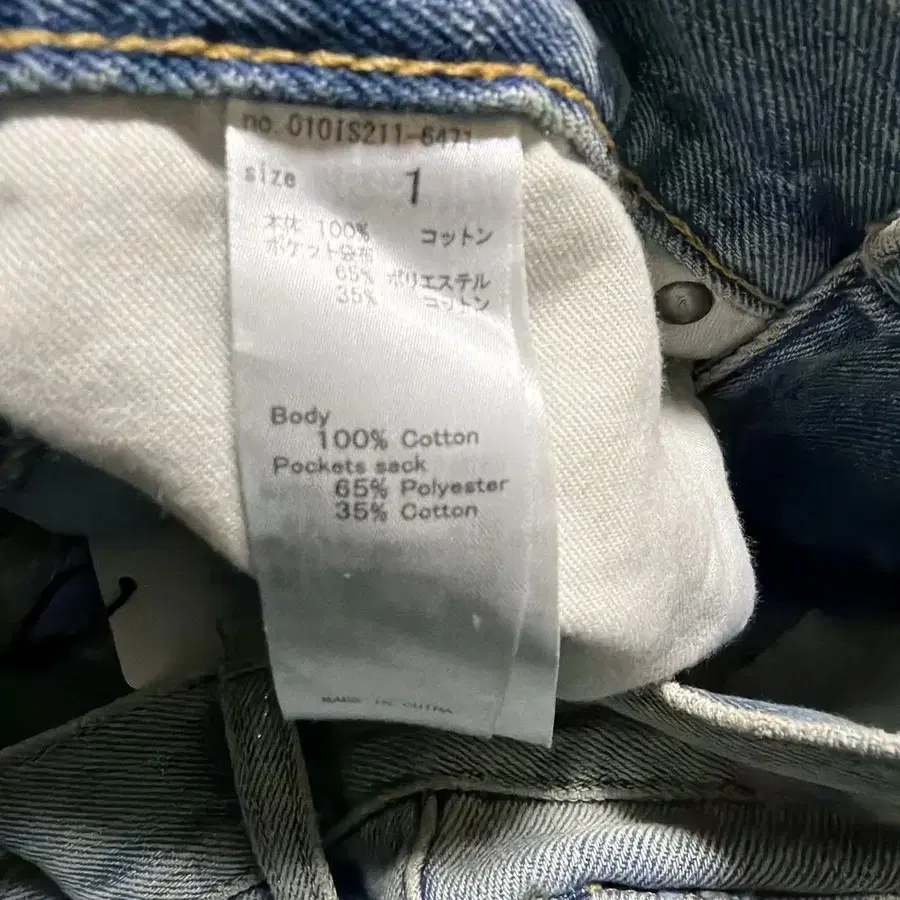 no. 010IS211-6471
size 1
本体 100% コットン
ポケット袋布
65% ポリエステル
35% コットン
Body
100% Cotton
Pockets sack
65% Polyester
35% Cotton
MADE IN CHINA